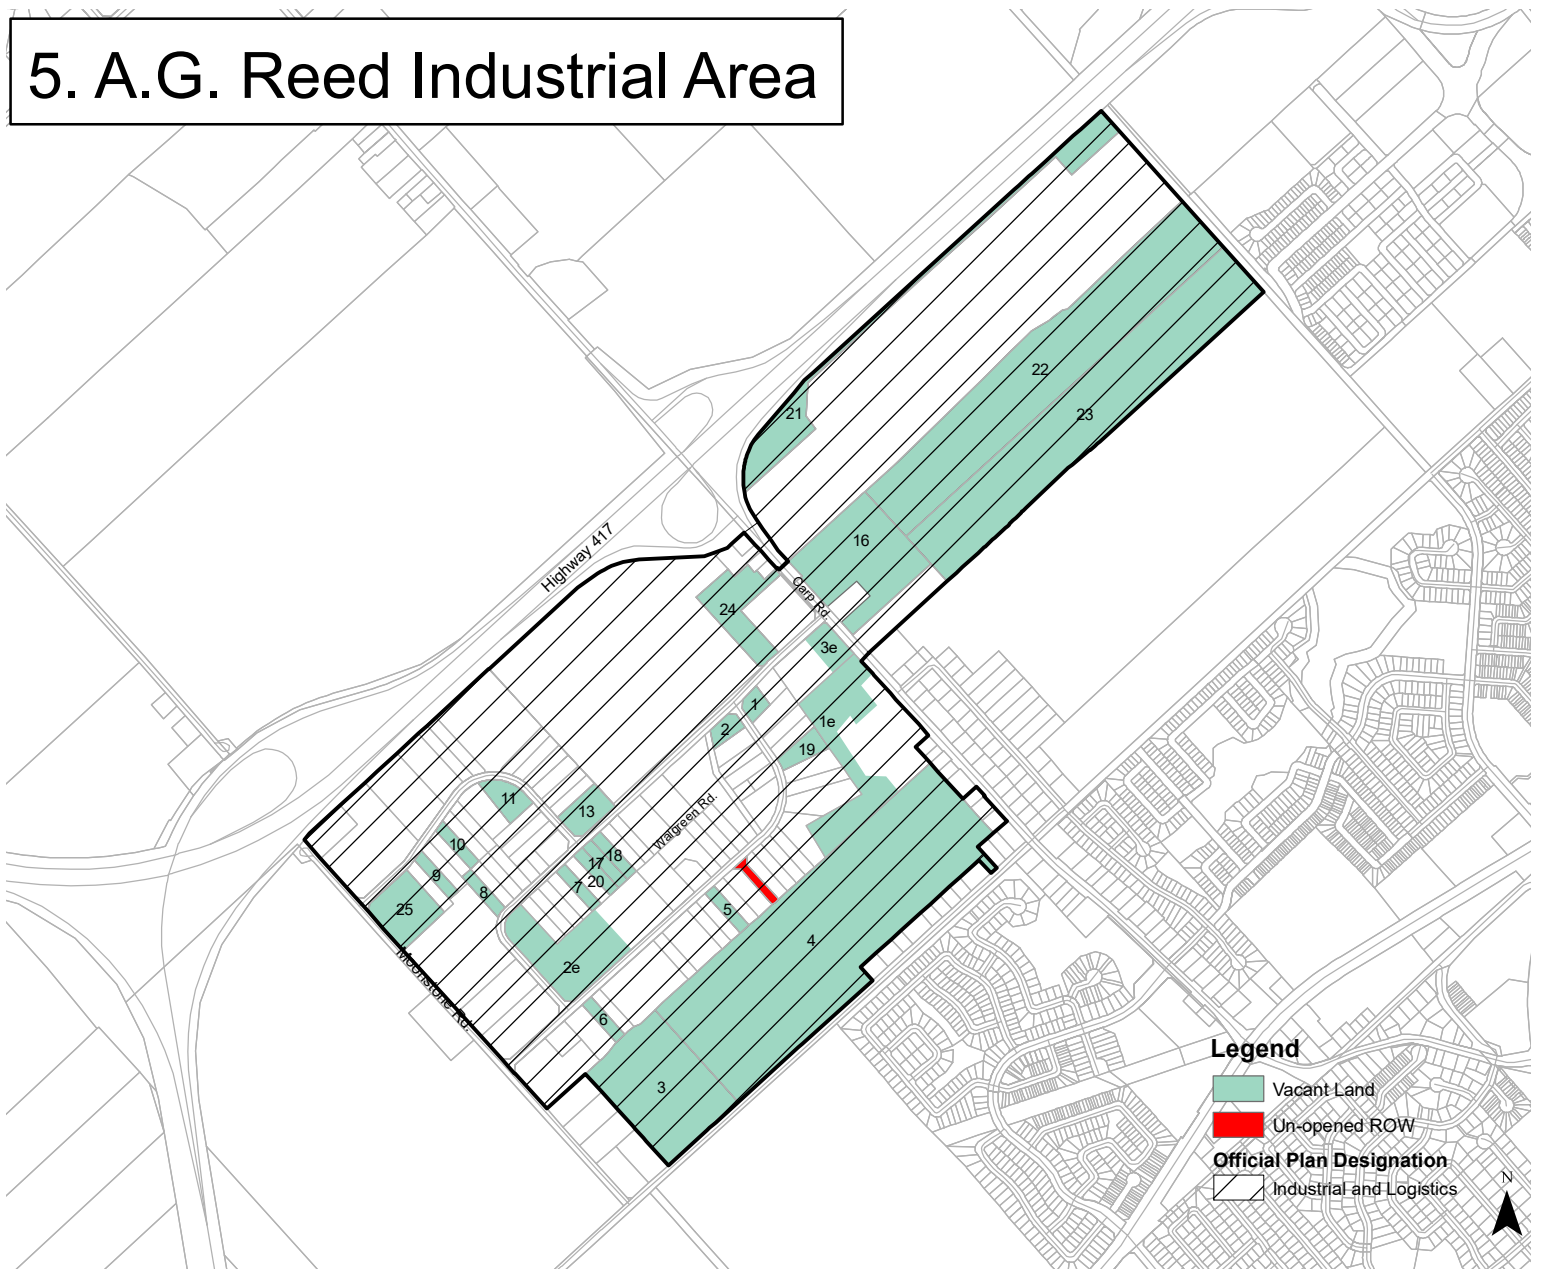 5. A.G. Reed Industrial Area
22
21
23
Highway 417
16
Carp Rd.
24
3e
1
1e
2
19
11
13
Walgreen Rd.
10
18
17
9
20
7
8
25
5
4
Moonstone Rd.
2e
6
3
Legend
Vacant Land
Un-opened ROW
Official Plan Designation
Industrial and Logistics
N